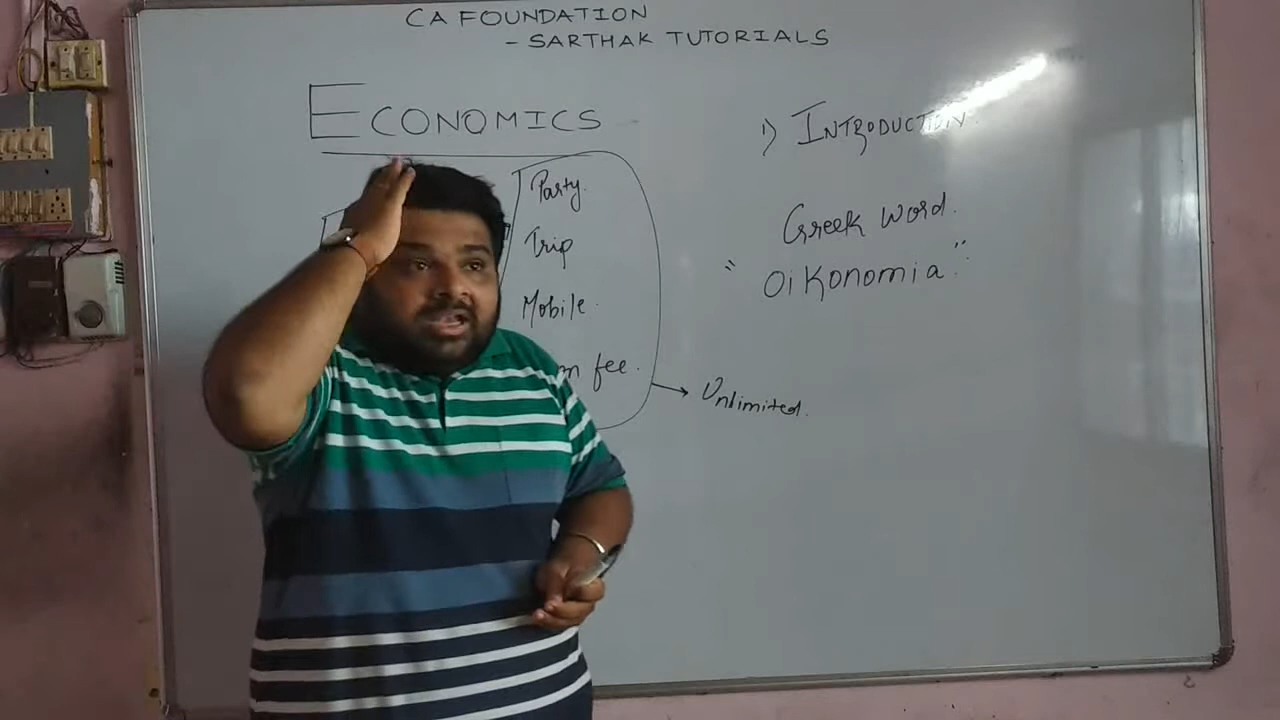 CA FOUNDATION
- SARTHAK TUTORIALS
ECONOMICS
Party.
Trip
Mobile.
fee.
Unlimited.
1) INTRODUCTION.
Greek Word.
" Oikonomia."